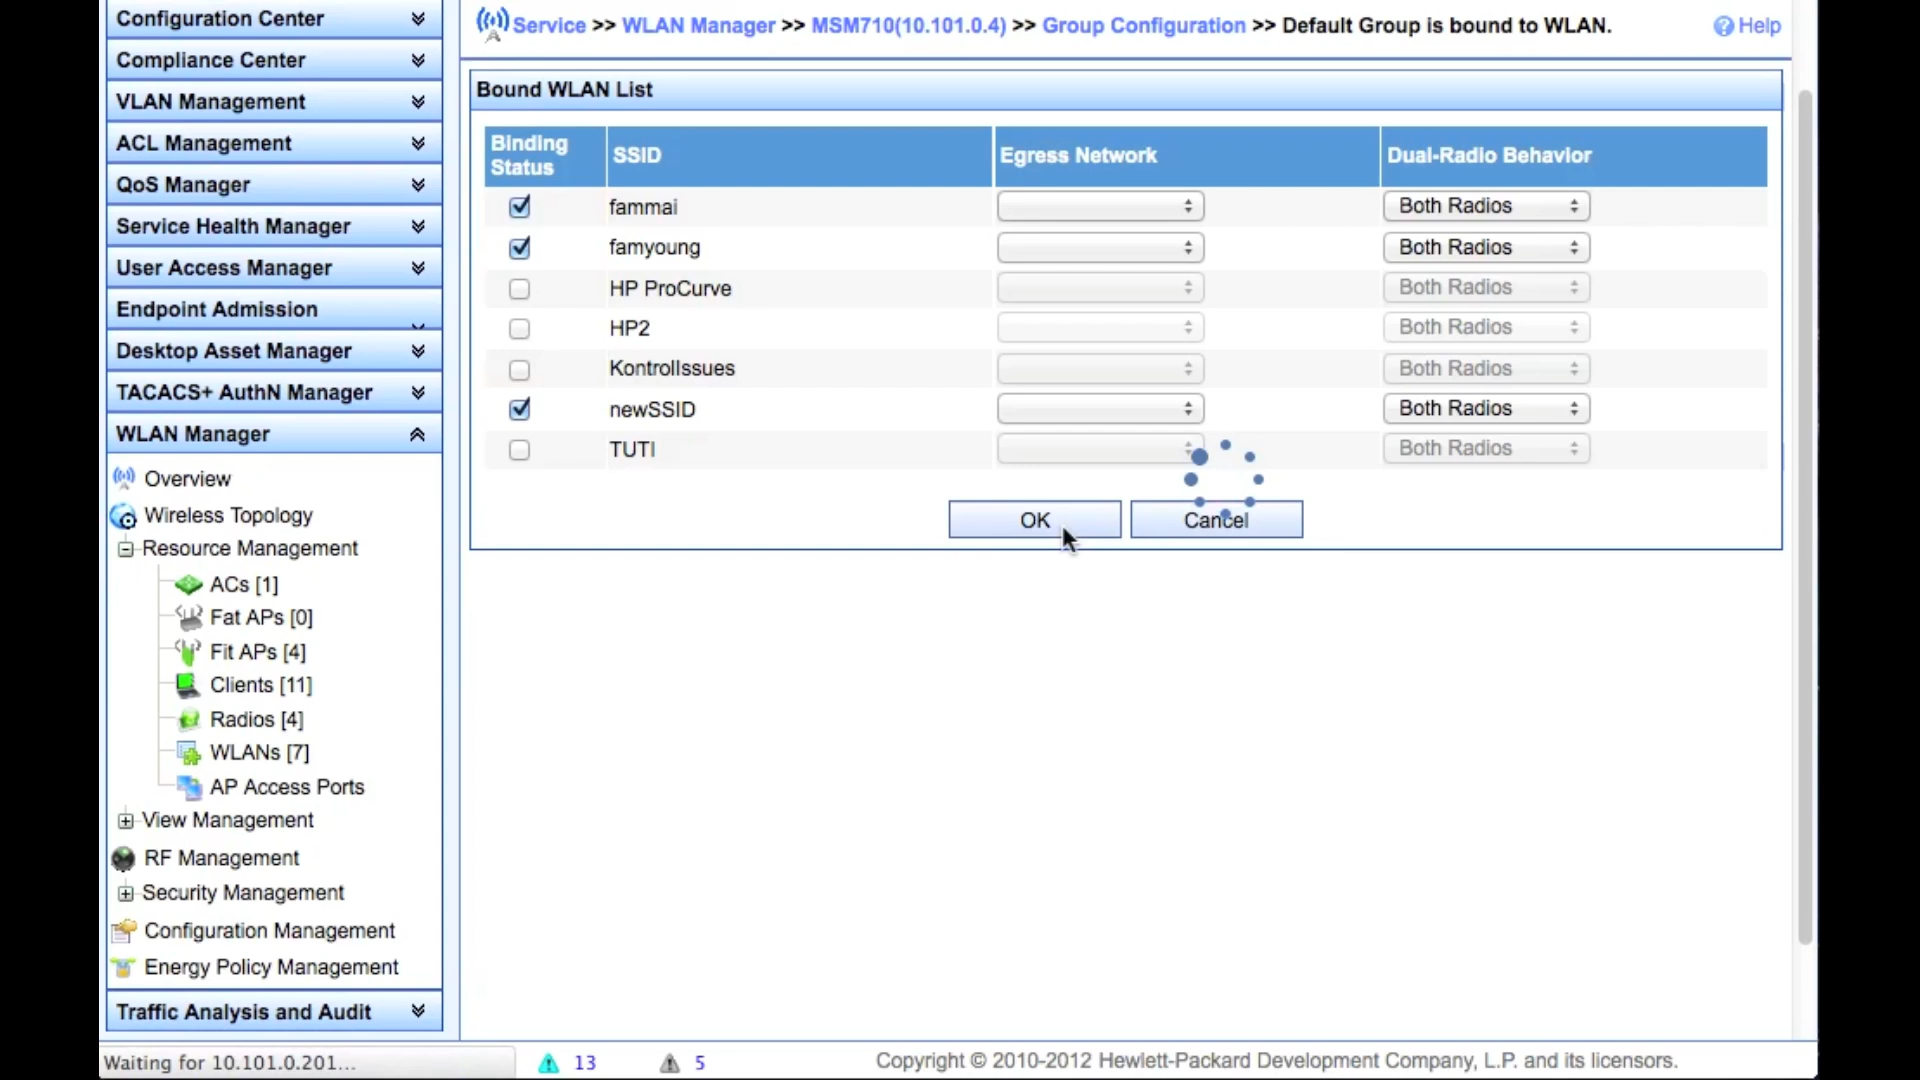 Configuration Center
Compliance Center
VLAN Management
ACL Management
QoS Manager
Service Health Manager
User Access Manager
Endpoint Admission
Desktop Asset Manager
TACACS+ AuthN Manager
WLAN Manager
Overview
Wireless Topology
Resource Management
ACs [1]
Fat APs [0]
Fit APs [4]
Clients [11]
Radios [4]
WLANs [7]
AP Access Ports
View Management
RF Management
Security Management
Configuration Management
Energy Policy Management
Traffic Analysis and Audit
Service >> WLAN Manager >> MSM710(10.101.0.4) >> Group Configuration >> Default Group is bound to WLAN.
Help
Bound WLAN List
Binding Status SSID Egress Network Dual-Radio Behavior
fammai Both Radios
famyoung Both Radios
HP ProCurve Both Radios
HP2 Both Radios
KontrolIssues Both Radios
newSSID Both Radios
TUTI Both Radios
OK Cancel
Waiting for 10.101.0.201... 13 5 Copyright © 2010-2012 Hewlett-Packard Development Company, L.P. and its licensors.